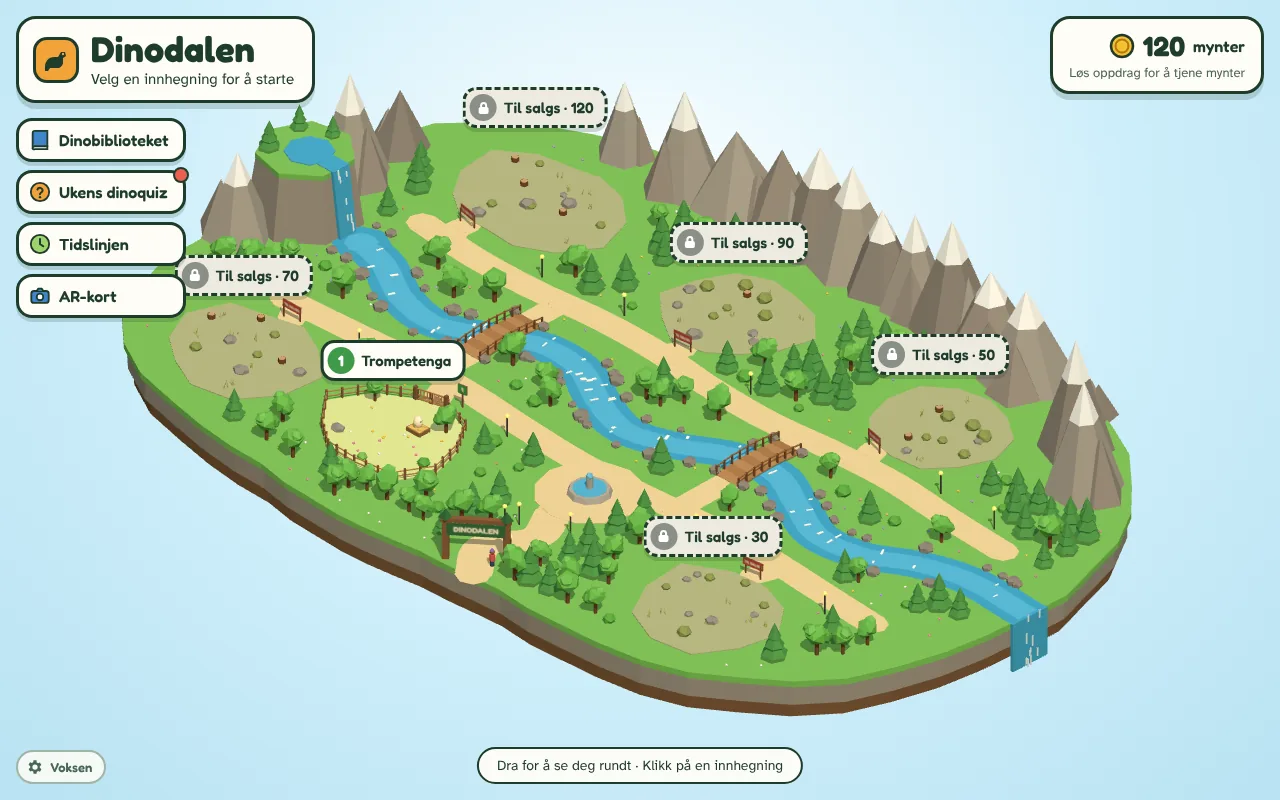 Dinodalen
Velg en innhegning for å starte
120 mynter
Løs oppdrag for å tjene mynter
Dinobiblioteket
Ukens dinoquiz
Tidslinjen
AR-kort
Til salgs · 120
Til salgs · 90
Til salgs · 70
Til salgs · 50
1 Trompetenga
Til salgs · 30
DINODALEN
Voksen
Dra for å se deg rundt · Klikk på en innhegning